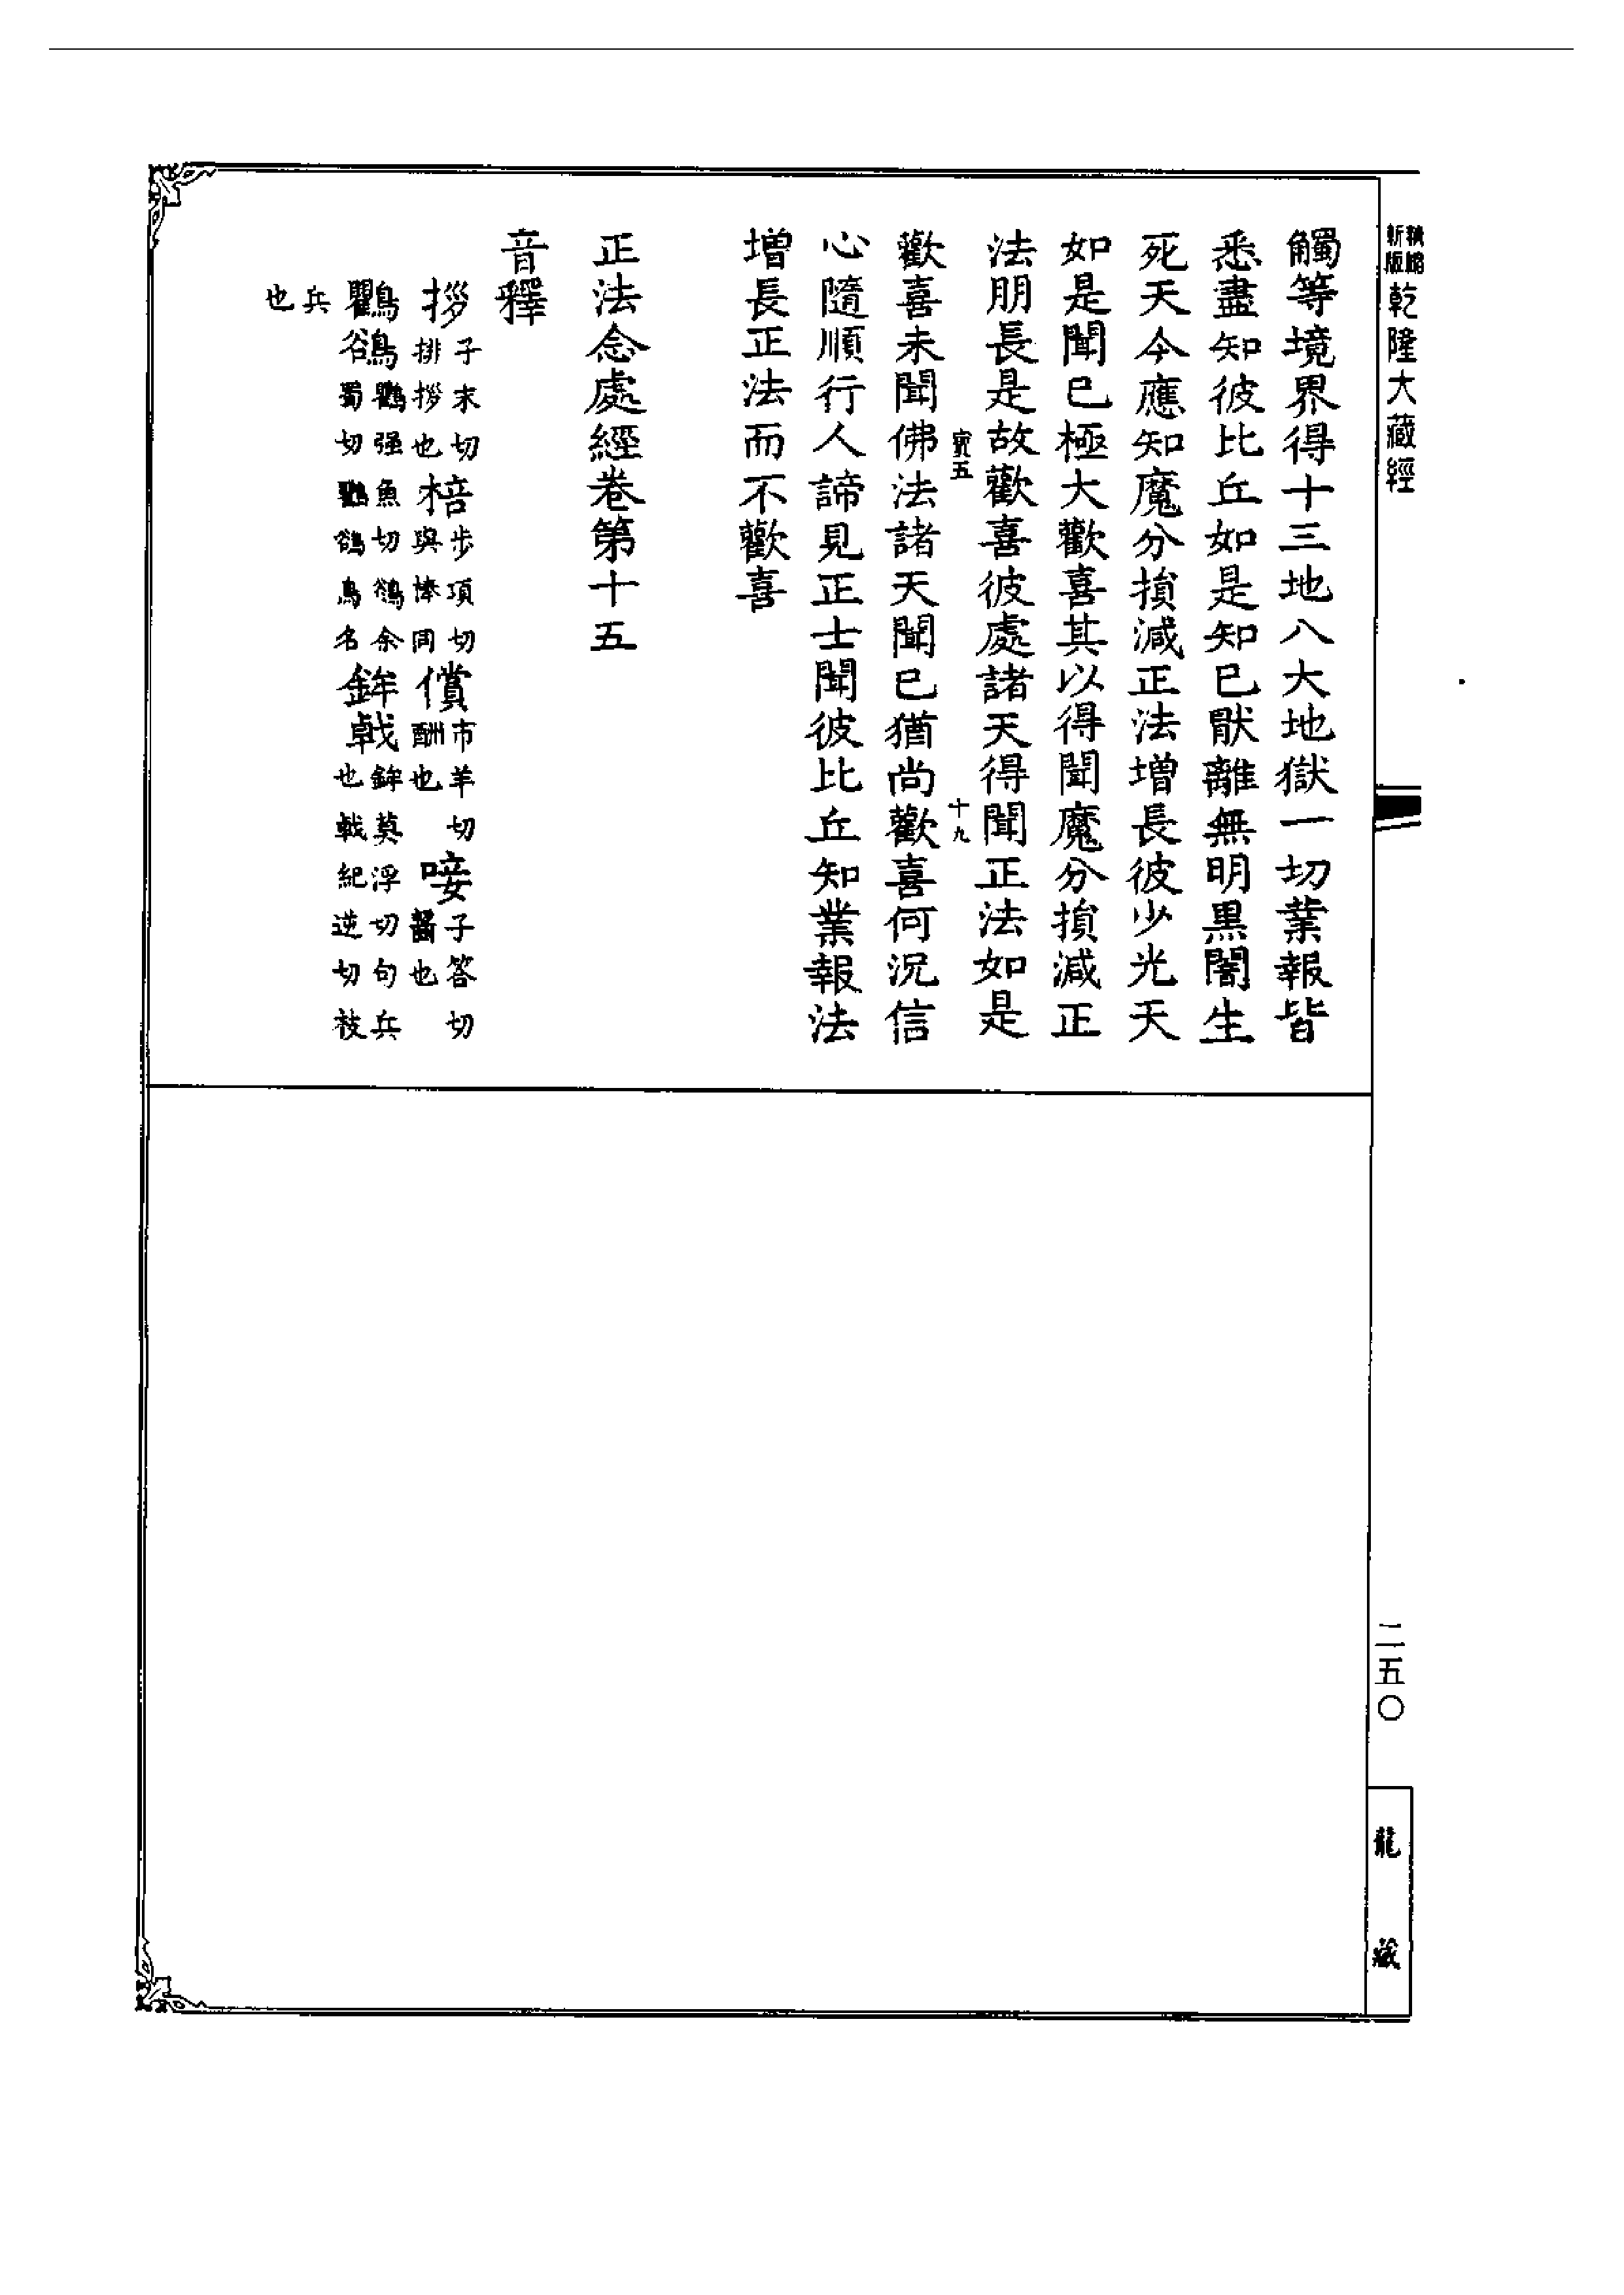 新版
乾隆大藏經
觸等境界得十三地八大地獄一切業報皆
悉盡知彼比丘如是知已厭離無明黑闇生
死天今應知魔分損減正法增長彼少光天
如是聞已極大歡喜其以得聞魔分損減正
法朋長是故歡喜彼處諸天得聞正法如是
寶五 十九
歡喜未聞佛法諸天聞已猶尚歡喜何況信
心隨順行人諦見正士聞彼比丘知業報法
增長正法而不歡喜
正法念處經卷第十五
音釋
拶子末切排拶也 棓步項切與棒同 償市羊切酬也 唼子答切醫也
鸜鵒鸜强魚切鵒余蜀切鸜鵒鳥名 鉾戟鉾莫浮切句兵也戟紀逆切枝
兵也
二五〇
龍藏